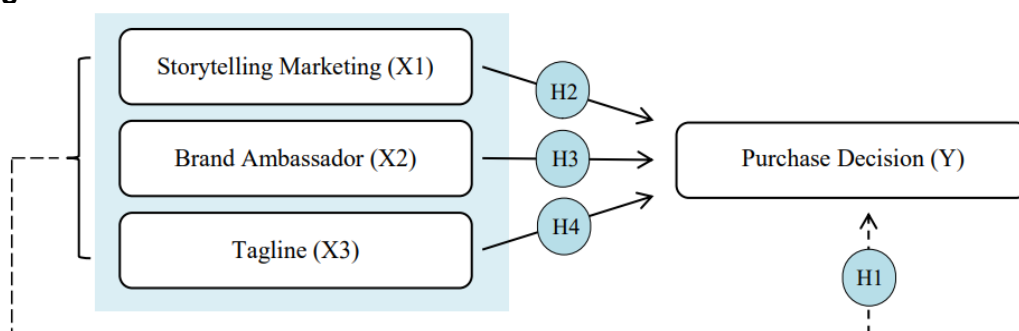 Storytelling Marketing (X1)
H2
Brand Ambassador (X2)
H3
Purchase Decision (Y)
Tagline (X3)
H4
H1